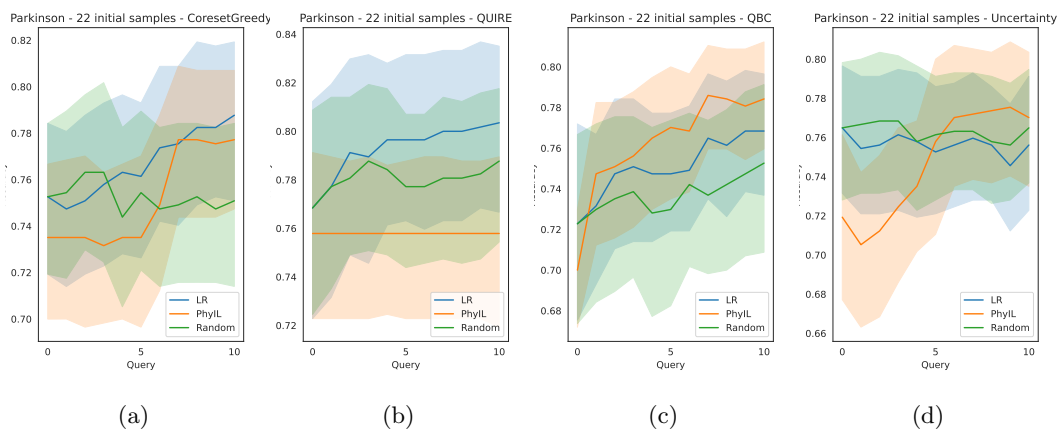 Parkinson - 22 initial samples - CoresetGreedy
0.82
0.80
0.78
0.76
0.74
0.72
0.70
0
5
10
Query
LR
PhyIL
Random
(a)
Parkinson - 22 initial samples - QUIRE
0.84
0.82
0.80
0.78
0.76
0.74
0.72
0
5
10
Query
LR
PhyIL
Random
(b)
Parkinson - 22 initial samples - QBC
0.80
0.78
0.76
0.74
0.72
0.70
0.68
0
5
10
Query
LR
PhyIL
Random
(c)
Parkinson - 22 initial samples - Uncertainty
0.80
0.78
0.76
0.74
0.72
0.70
0.68
0.66
0
5
10
Query
LR
PhyIL
Random
(d)